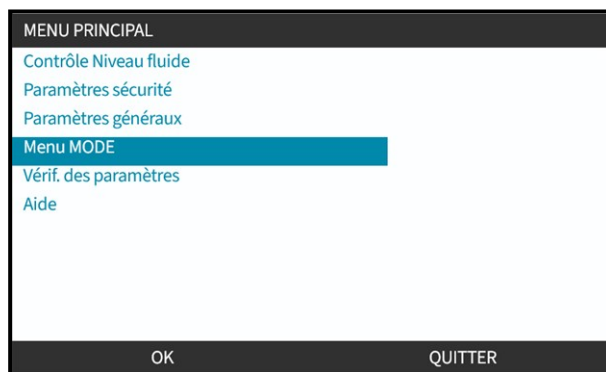 MENU PRINCIPAL
Contrôle Niveau fluide
Paramètres sécurité
Paramètres généraux
Menu MODE
Vérif. des paramètres
Aide
OK QUITTER